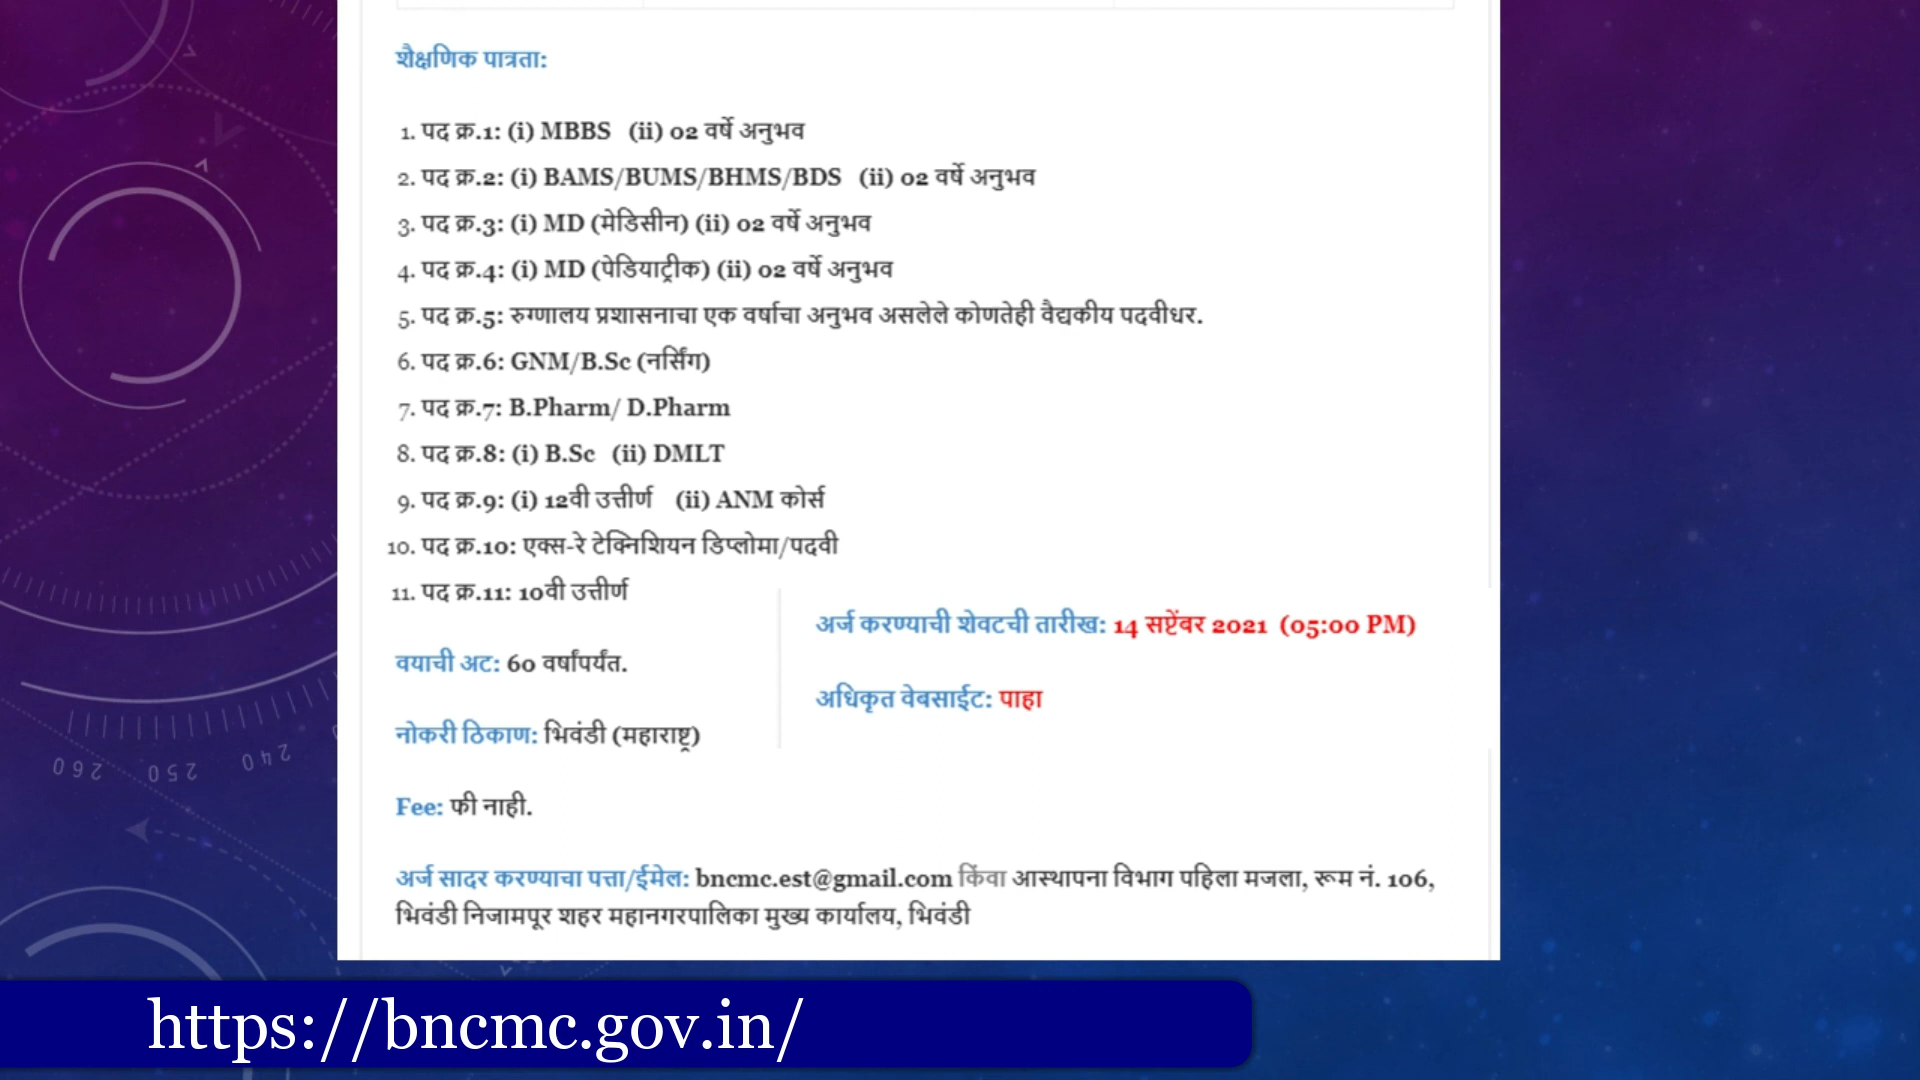 शैक्षणिक पात्रता:
1. पद क्र.1: (i) MBBS (ii) 02 वर्षे अनुभव
2. पद क्र.2: (i) BAMS/BUMS/BHMS/BDS (ii) 02 वर्षे अनुभव
3. पद क्र.3: (i) MD (मेडिसीन) (ii) 02 वर्षे अनुभव
4. पद क्र.4: (i) MD (पेडियाट्रीक) (ii) 02 वर्षे अनुभव
5. पद क्र.5: रुग्णालय प्रशासनाचा एक वर्षाचा अनुभव असलेले कोणतेही वैद्यकीय पदवीधर.
6. पद क्र.6: GNM/B.Sc (नर्सिंग)
7. पद क्र.7: B.Pharm/ D.Pharm
8. पद क्र.8: (i) B.Sc (ii) DMLT
9. पद क्र.9: (i) 12वी उत्तीर्ण (ii) ANM कोर्स
10. पद क्र.10: एक्स-रे टेक्निशियन डिप्लोमा/पदवी
11. पद क्र.11: 10वी उत्तीर्ण
अर्ज करण्याची शेवटची तारीख: 14 सप्टेंबर 2021 (05:00 PM)
वयाची अट: 60 वर्षांपर्यंत.
अधिकृत वेबसाईट: पाहा
नोकरी ठिकाण: भिवंडी (महाराष्ट्र)
260 250 240
Fee: फी नाही.
अर्ज सादर करण्याचा पत्ता/ईमेल: bncmc.est@gmail.com किंवा आस्थापना विभाग पहिला मजला, रूम नं. 106,
भिवंडी निजामपूर शहर महानगरपालिका मुख्य कार्यालय, भिवंडी
https://bncmc.gov.in/